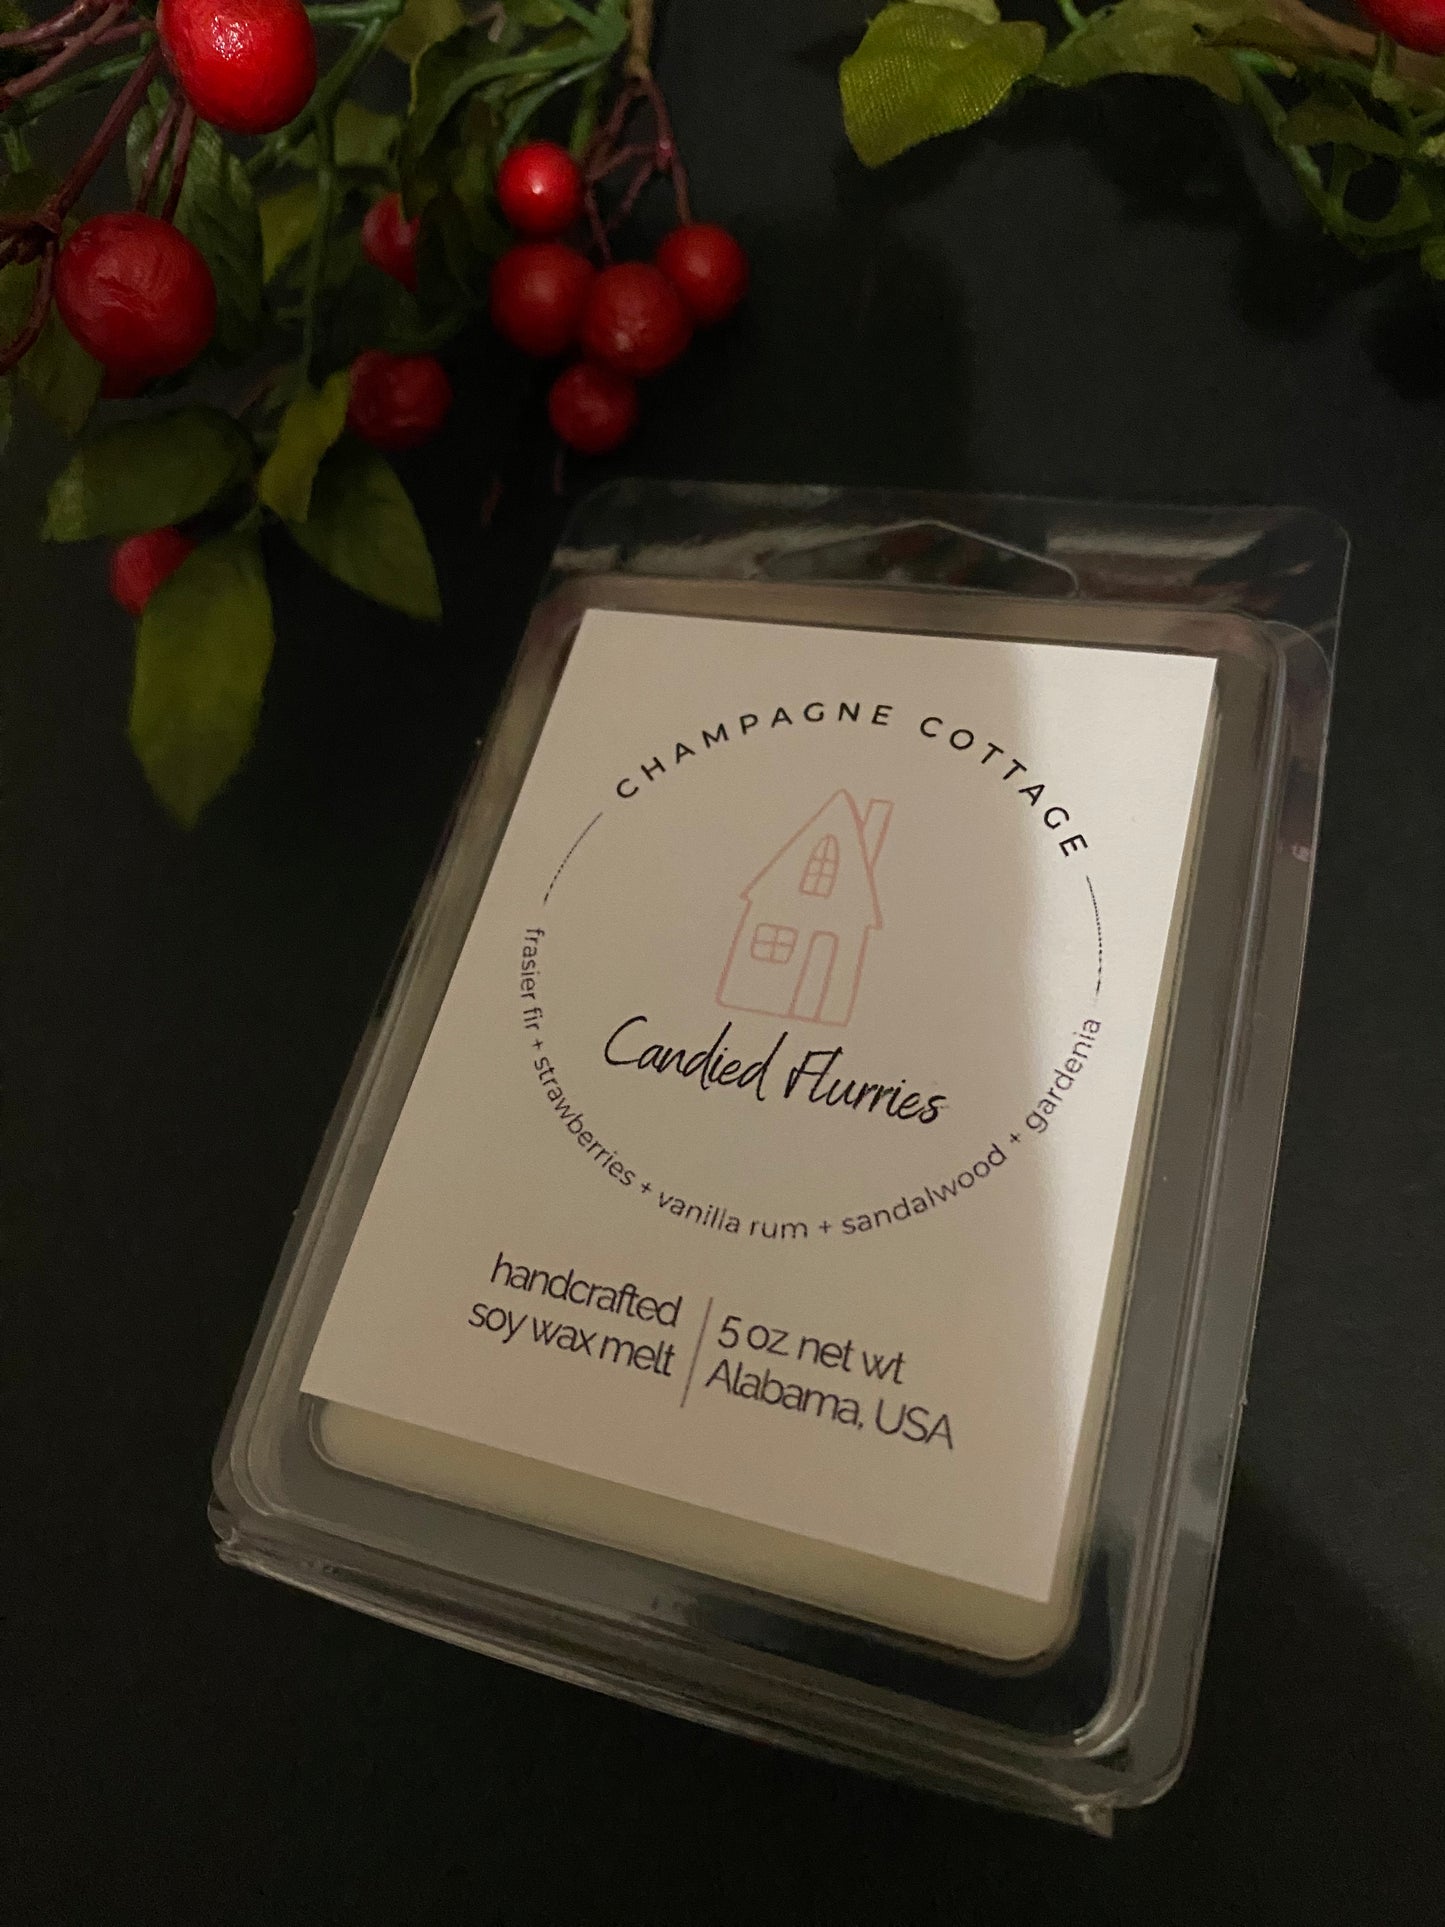 CHAMPAGNE COTTAGE
Candied Flurries
frasier fir + strawberries + vanilla rum + sandalwood + gardenia
handcrafted
soy wax melt
5 oz net wt
Alabama, USA